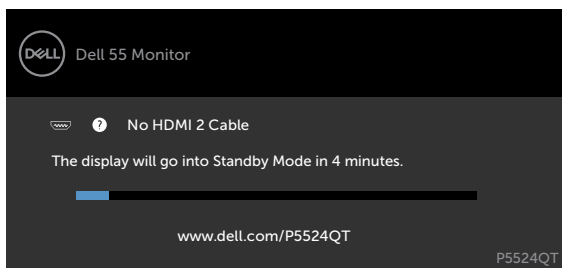 DELL
Dell 55 Monitor
? No HDMI 2 Cable
The display will go into Standby Mode in 4 minutes.
www.dell.com/P5524QT
P5524QT